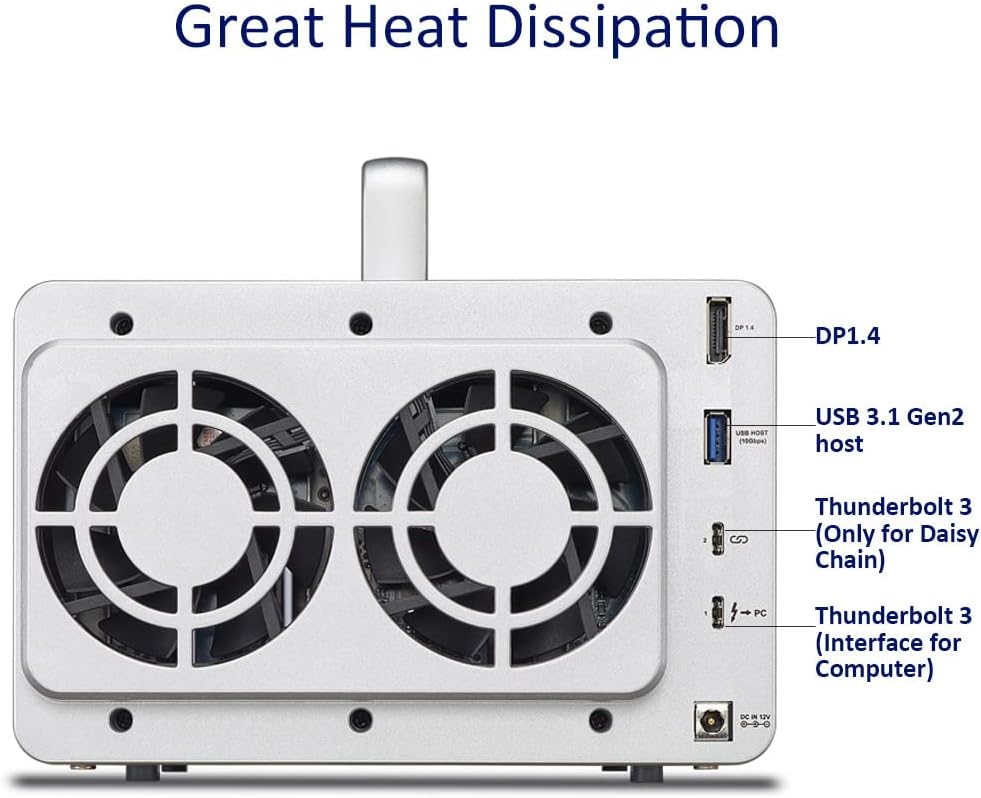 Great Heat Dissipation
DP 1.4
DP1.4
USB HOST
(10Gbps)
USB 3.1 Gen2
host
2
Thunderbolt 3
(Only for Daisy
Chain)
1
PC
Thunderbolt 3
(Interface for
Computer)
DC IN 12V